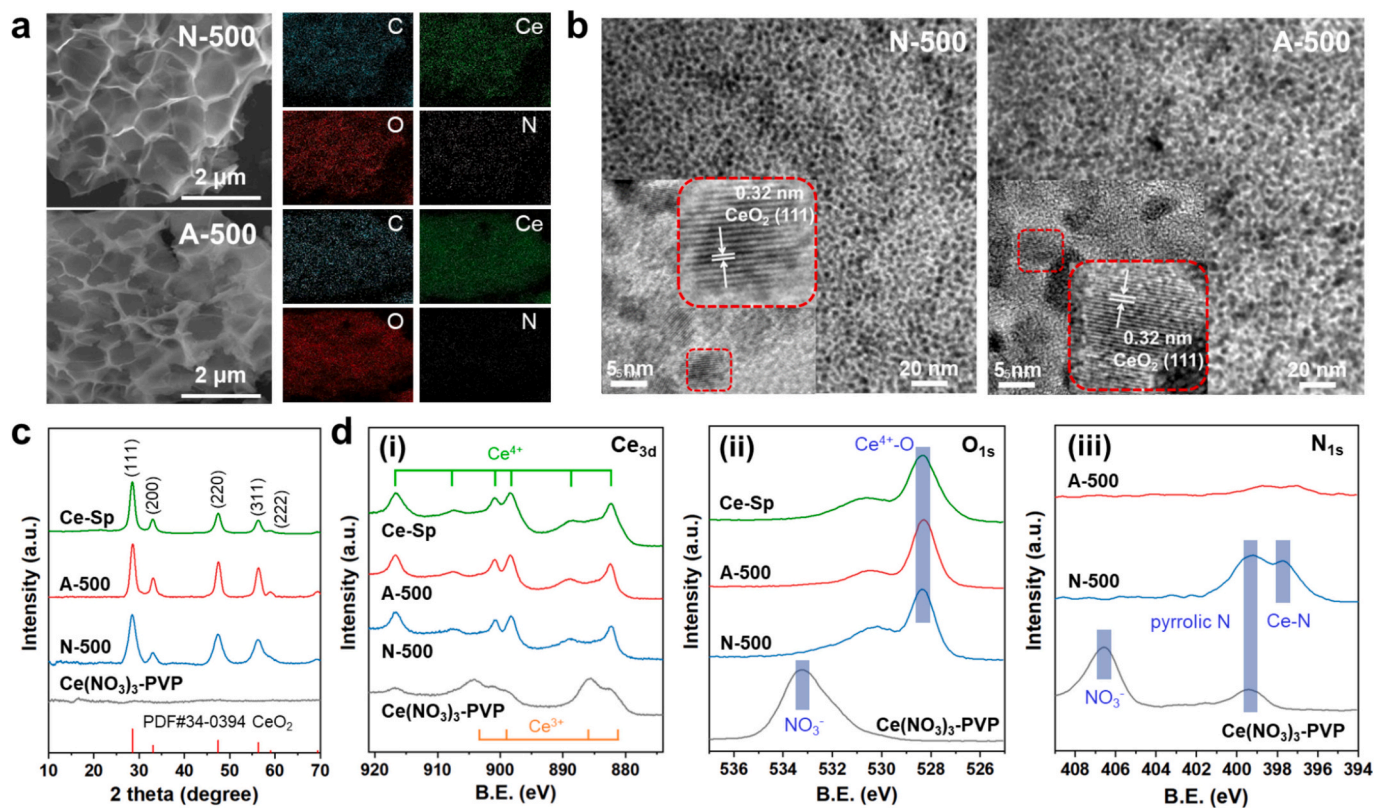 a
N-500
2 μm
A-500
2 μm
C
Ce
O
N
C
Ce
O
N
b
N-500
0.32 nm
CeO₂ (111)
5 nm
20 nm
A-500
0.32 nm
CeO₂ (111)
5 nm
20 nm
c
Intensity (a.u.)
(111)
(200)
(220)
(311)
(222)
Ce-Sp
A-500
N-500
Ce(NO₃)₃-PVP
PDF#34-0394 CeO₂
10 20 30 40 50 60 70
2 theta (degree)
d
(i)
Ce₃d
Intensity (a.u.)
Ce⁴⁺
Ce-Sp
A-500
N-500
Ce(NO₃)₃-PVP
Ce³⁺
920 910 900 890 880
B.E. (eV)
(ii)
O₁s
Intensity (a.u.)
Ce⁴⁺-O
Ce-Sp
A-500
N-500
NO₃⁻
Ce(NO₃)₃-PVP
536 534 532 530 528 526
B.E. (eV)
(iii)
N₁s
Intensity (a.u.)
A-500
N-500
pyrrolic N
Ce-N
NO₃⁻
Ce(NO₃)₃-PVP
408 406 404 402 400 398 396 394
B.E. (eV)